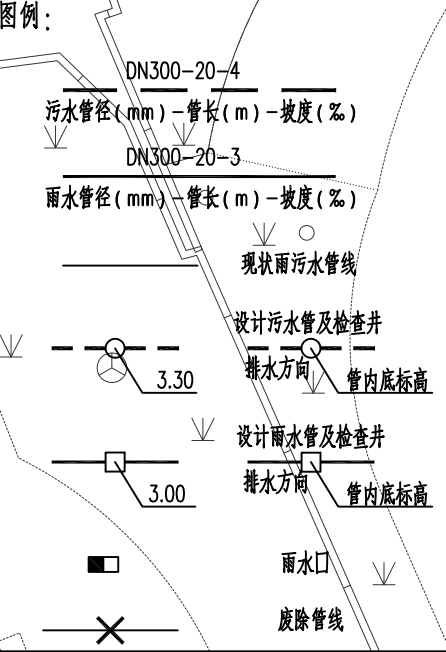 图例：
DN300-20-4
污水管径(mm)-管长(m)-坡度(‰)
DN300-20-3
雨水管径(mm)-管长(m)-坡度(‰)
现状雨污水管线
设计污水管及检查井
排水方向
3.30
管内底标高
设计雨水管及检查井
排水方向
3.00
管内底标高
雨水口
废除管线